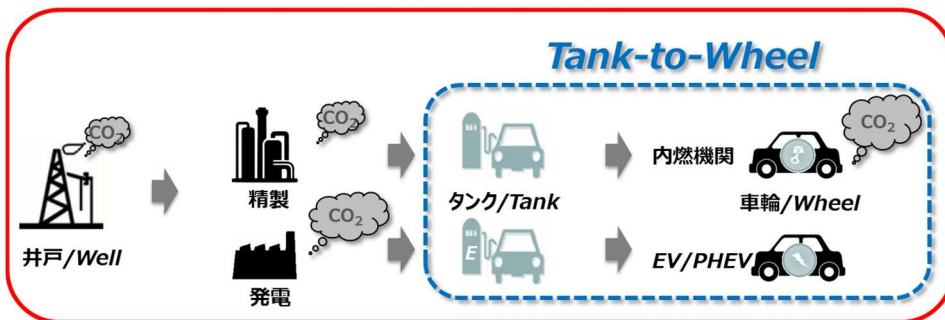 Tank-to-Wheel
CO2
CO2
CO2
内燃機関
精製
タンク/Tank
車輪/Wheel
CO2
井戸/Well
E
EV/PHEV
発電